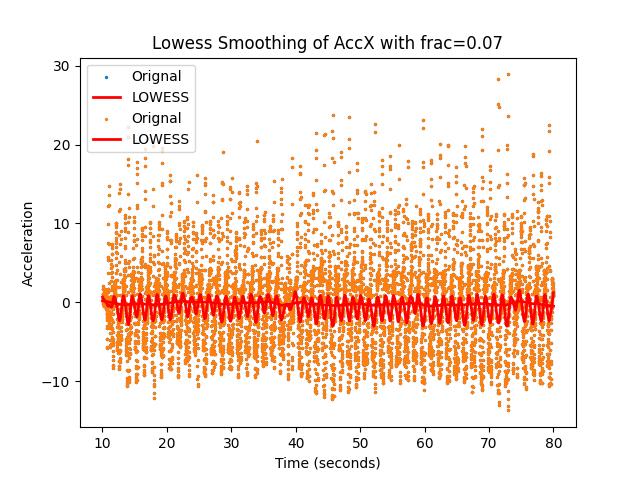 Lowess Smoothing of AccX with frac=0.07
30
20
10
0
−10
Acceleration
Orignal
LOWESS
Orignal
LOWESS
10 20 30 40 50 60 70 80
Time (seconds)